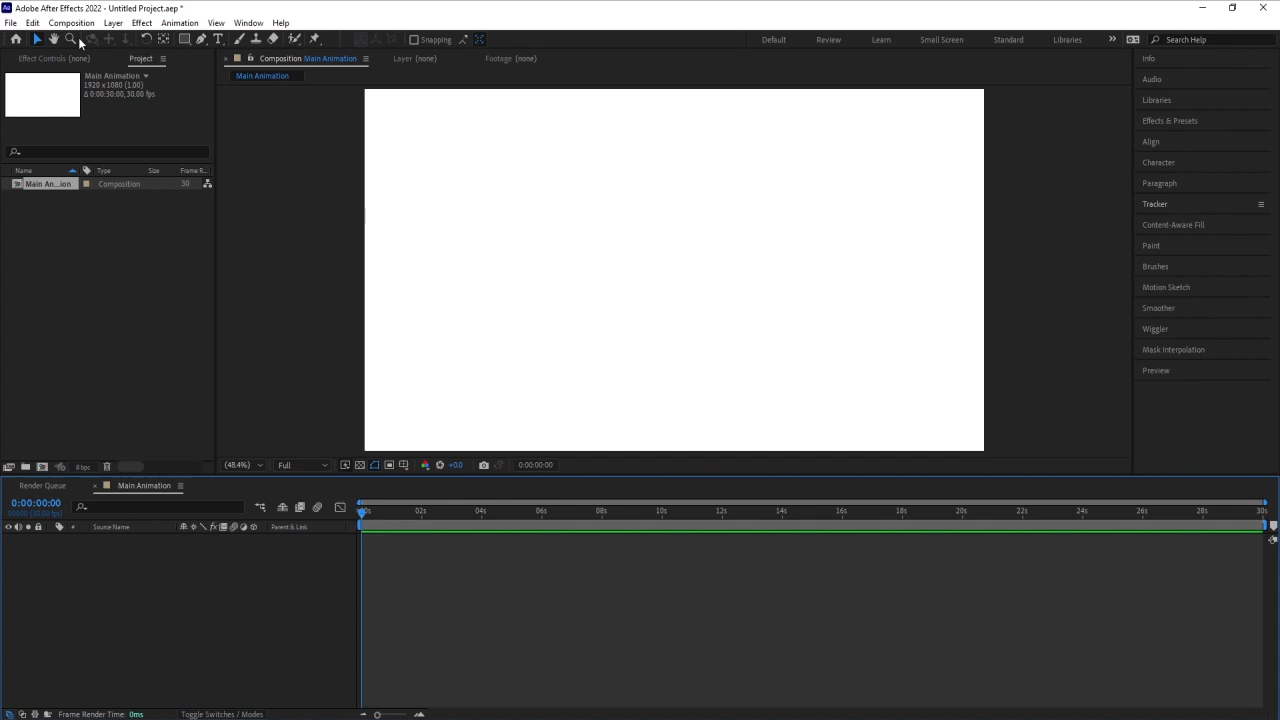 Adobe After Effects 2022 - Untitled Project.aep *
File Edit Composition Layer Effect Animation View Window Help
Snapping Default Review Learn Small Screen Standard Libraries Search Help
Effect Controls (none) Project Composition Main Animation Layer (none) Footage (none)
Main Animation
1920 x 1080 (1.00)
Δ 0:00:30:00, 30.00 fps
Main Animation
Name Type Size Frame R...
Main An...ion Composition 30
Info
Audio
Libraries
Effects & Presets
Align
Character
Paragraph
Tracker
Content-Aware Fill
Paint
Brushes
Motion Sketch
Smoother
Wiggler
Mask Interpolation
Preview
8 bpc (48.4%) Full +0.0 0:00:00:00
Render Queue Main Animation
0:00:00:00
00000 (30.00 fps)
:00s 02s 04s 06s 08s 10s 12s 14s 16s 18s 20s 22s 24s 26s 28s 30s
# Source Name Parent & Link
Frame Render Time: 0ms Toggle Switches / Modes